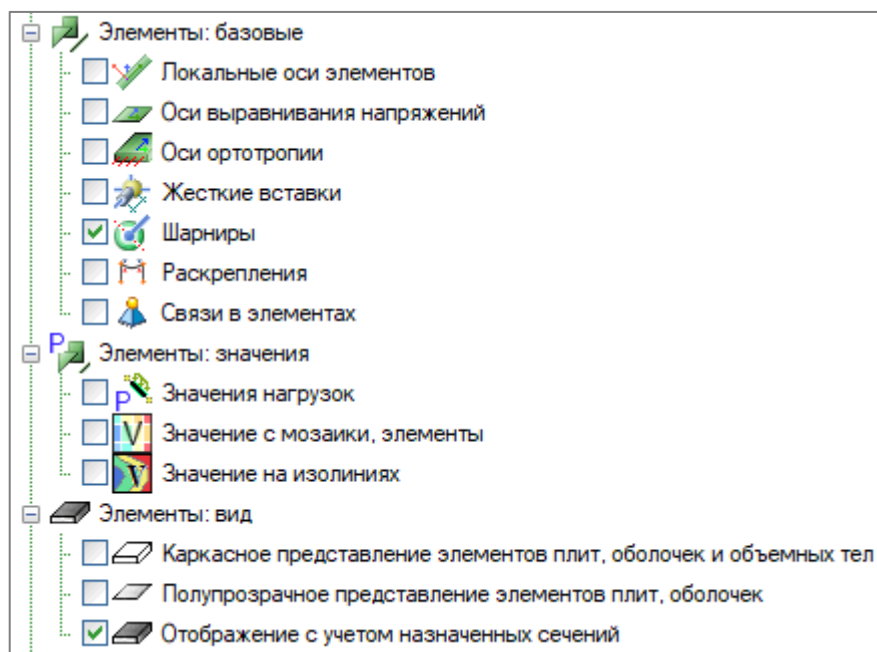 Элементы: базовые
Локальные оси элементов
Оси выравнивания напряжений
Оси ортотропии
Жесткие вставки
Шарниры
Раскрепления
Связи в элементах
P Элементы: значения
P Значения нагрузок
V Значение с мозаики, элементы
V Значение на изолиниях
Элементы: вид
Каркасное представление элементов плит, оболочек и объемных тел
Полупрозрачное представление элементов плит, оболочек
Отображение с учетом назначенных сечений